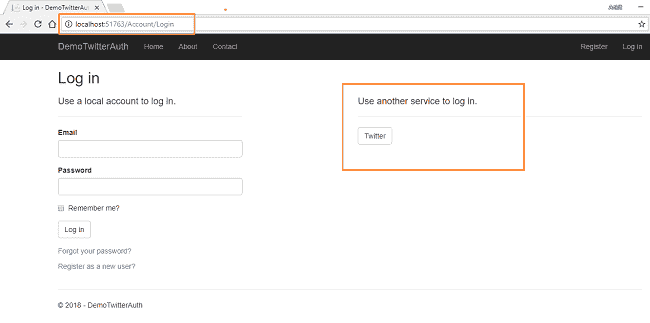 Log in - DemoTwitterAuth
localhost:51763/Account/Login
DemoTwitterAuth Home About Contact Register Log in
Log in
Use a local account to log in.
Use another service to log in.
Email
Twitter
Password
Remember me?
Log in
Forgot your password?
Register as a new user?
© 2018 - DemoTwitterAuth